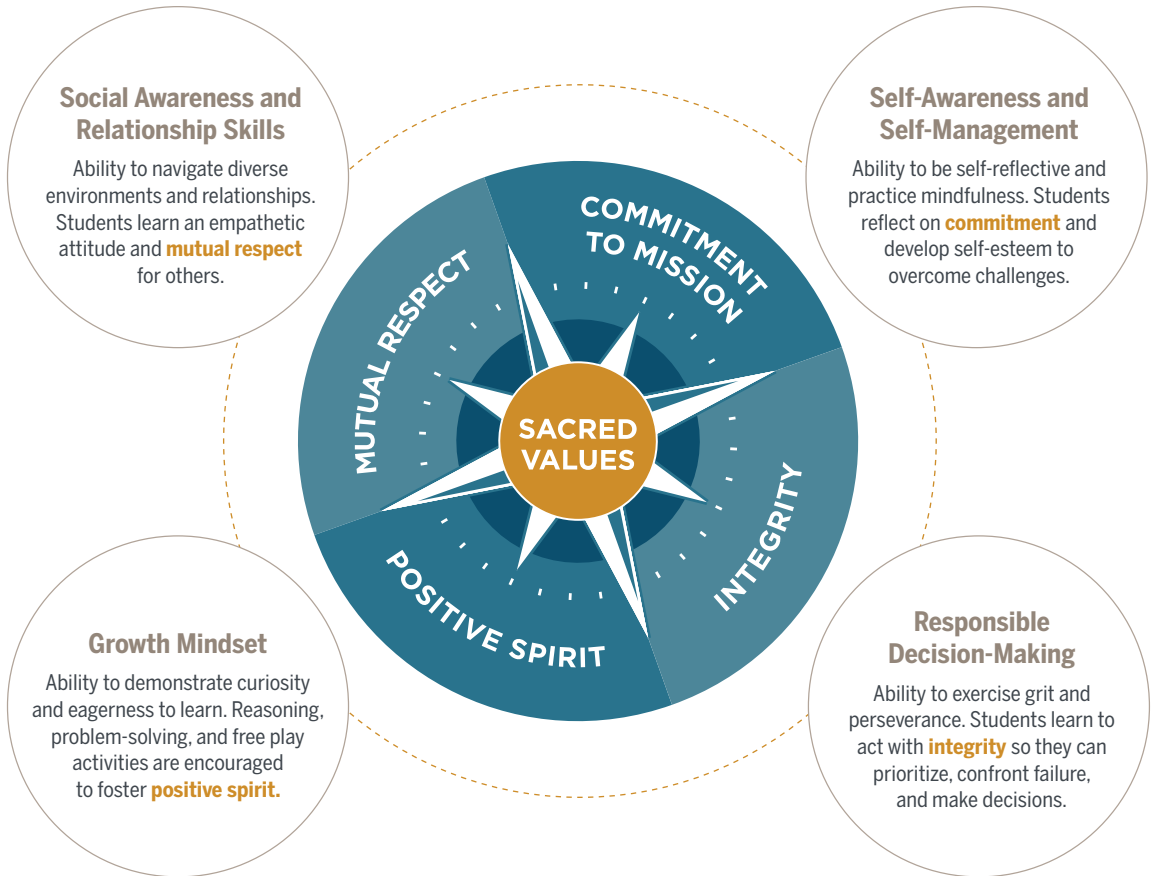 Social Awareness and
Relationship Skills
Ability to navigate diverse
environments and relationships.
Students learn an empathetic
attitude and mutual respect
for others.
Self-Awareness and
Self-Management
Ability to be self-reflective and
practice mindfulness. Students
reflect on commitment and
develop self-esteem to
overcome challenges.
COMMITMENT
TO MISSION
MUTUAL RESPECT
SACRED
VALUES
INTEGRITY
POSITIVE SPIRIT
Growth Mindset
Ability to demonstrate curiosity
and eagerness to learn. Reasoning,
problem-solving, and free play
activities are encouraged
to foster positive spirit.
Responsible
Decision-Making
Ability to exercise grit and
perseverance. Students learn to
act with integrity so they can
prioritize, confront failure,
and make decisions.